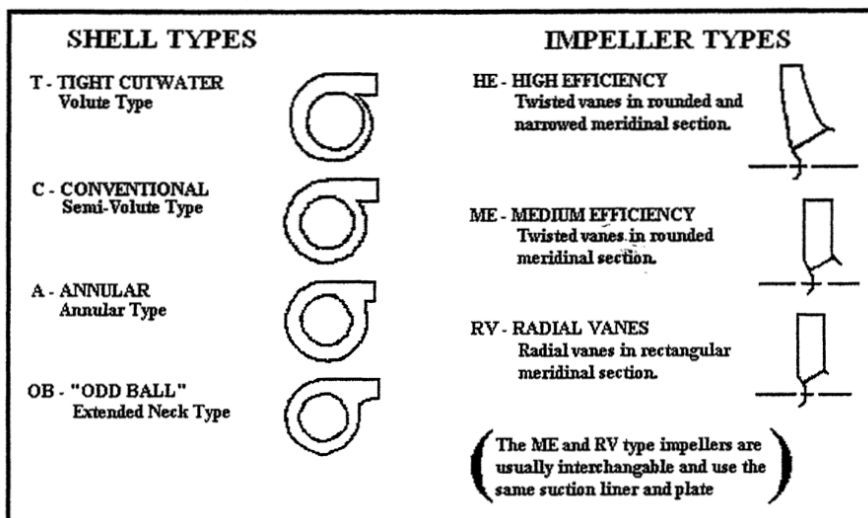 SHELL TYPES
T - TIGHT CUTWATER
Volute Type
C - CONVENTIONAL
Semi-Volute Type
A - ANNULAR
Annular Type
OB - "ODD BALL"
Extended Neck Type
IMPELLER TYPES
HE - HIGH EFFICIENCY
Twisted vanes in rounded and
narrowed meridinal section.
ME - MEDIUM EFFICIENCY
Twisted vanes in rounded
meridinal section.
RV - RADIAL VANES
Radial vanes in rectangular
meridinal section.
(The ME and RV type impellers are
usually interchangable and use the
same suction liner and plate)